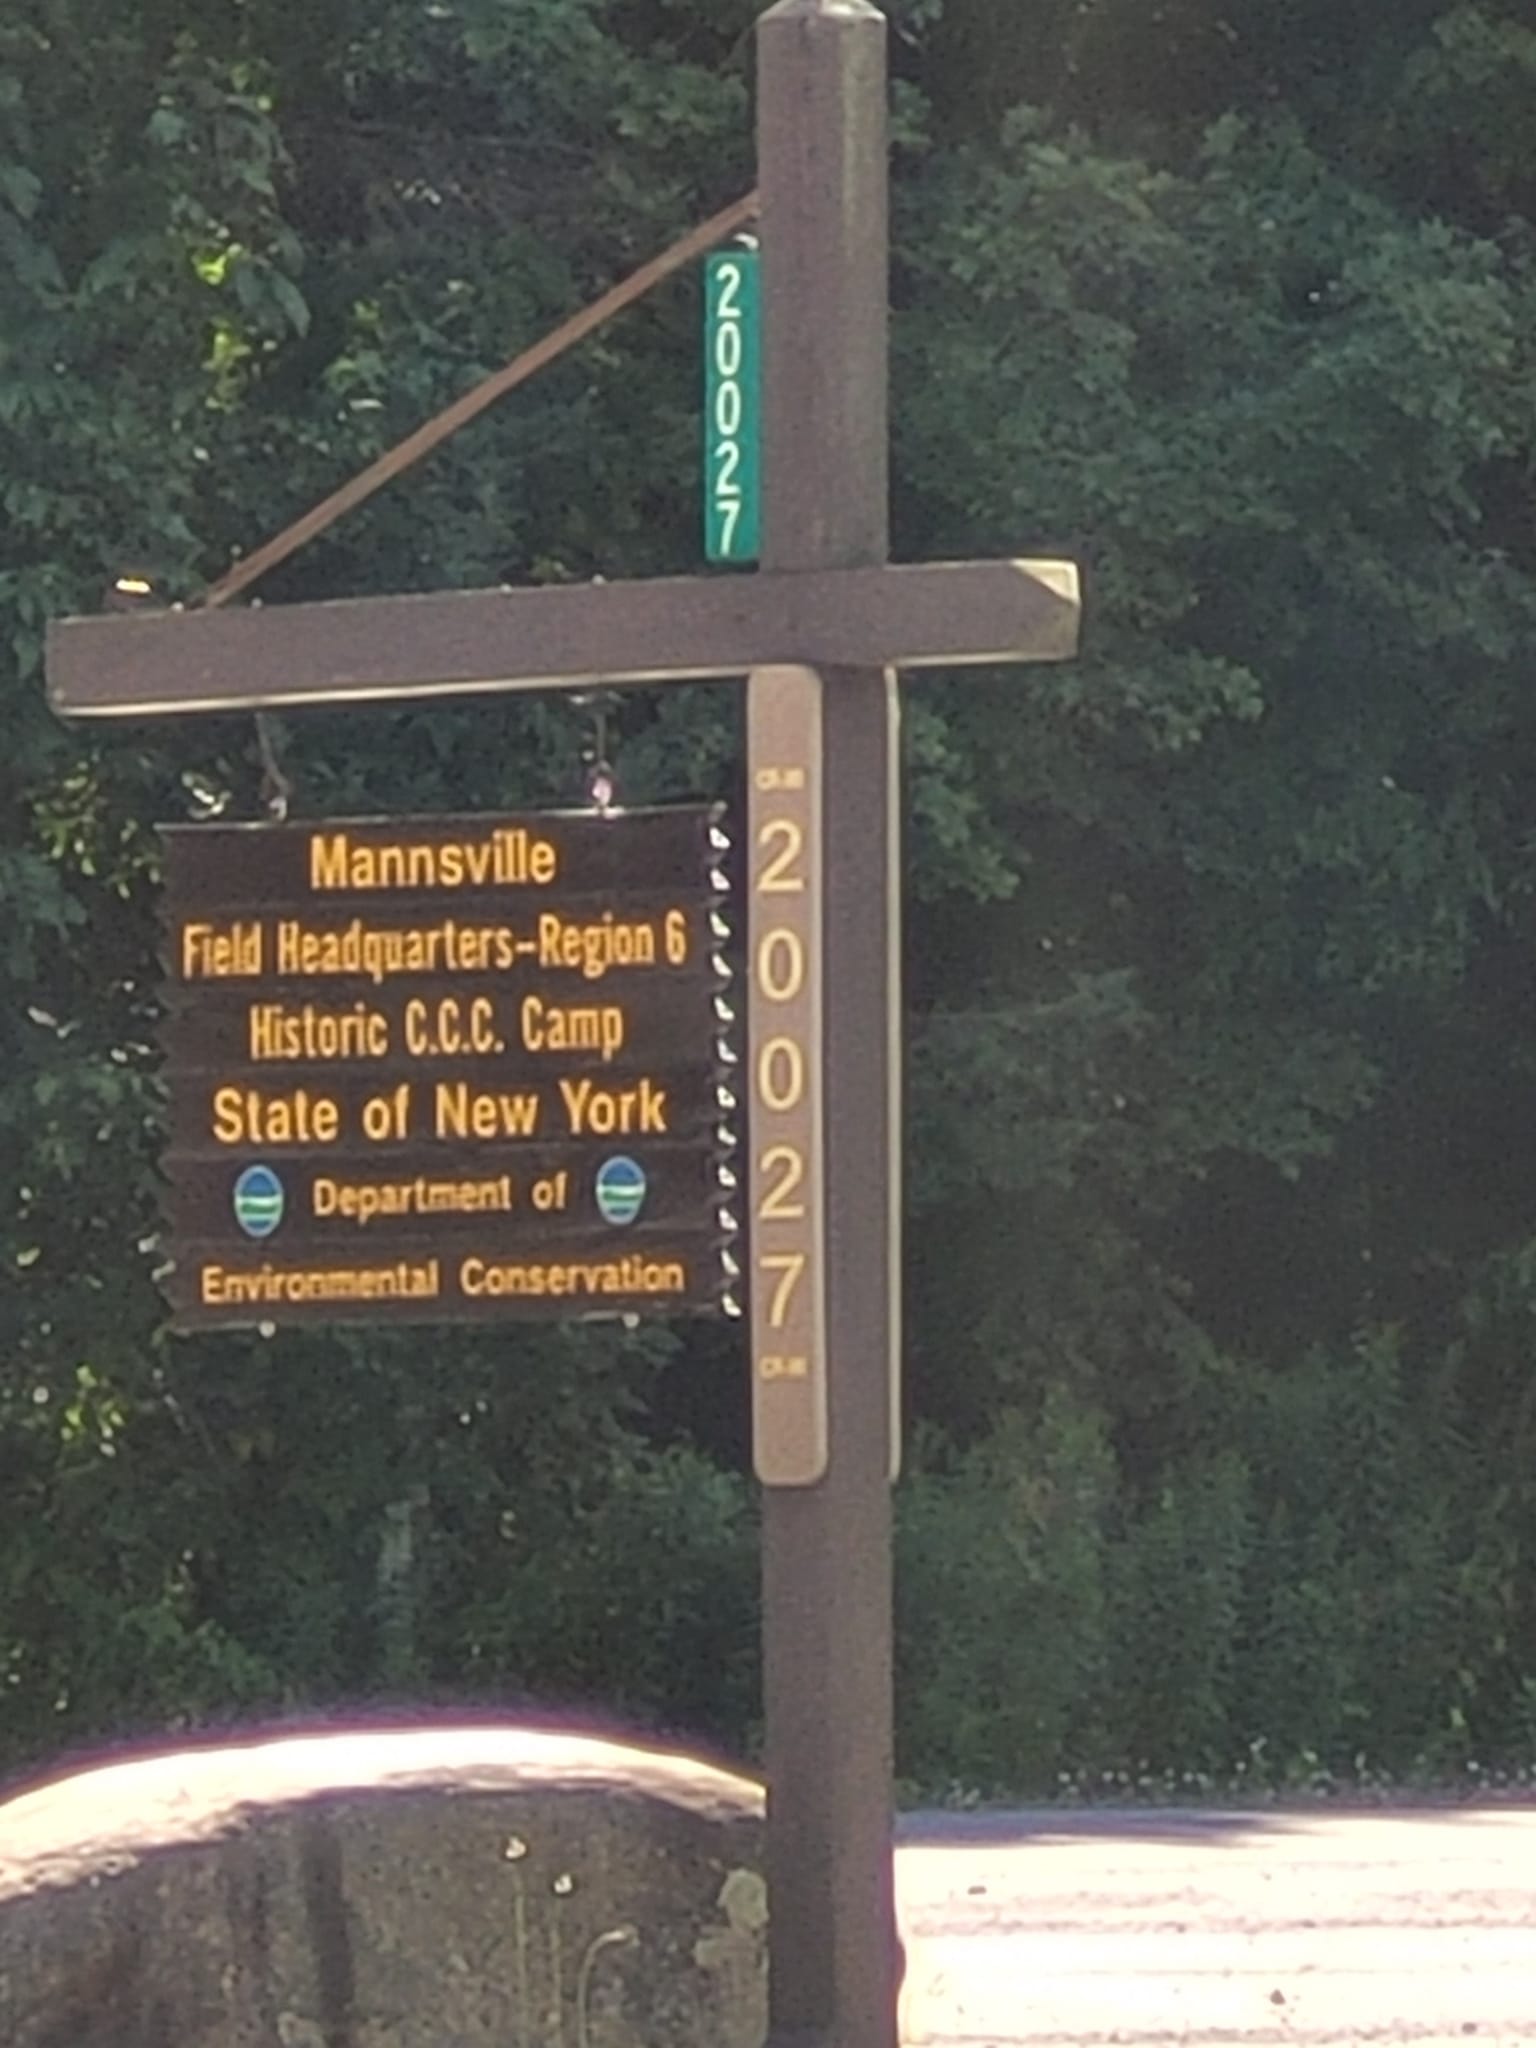 20027
Mannsville
Field Headquarters-Region 6
Historic C.C.C. Camp
State of New York
Department of
Environmental Conservation
20027